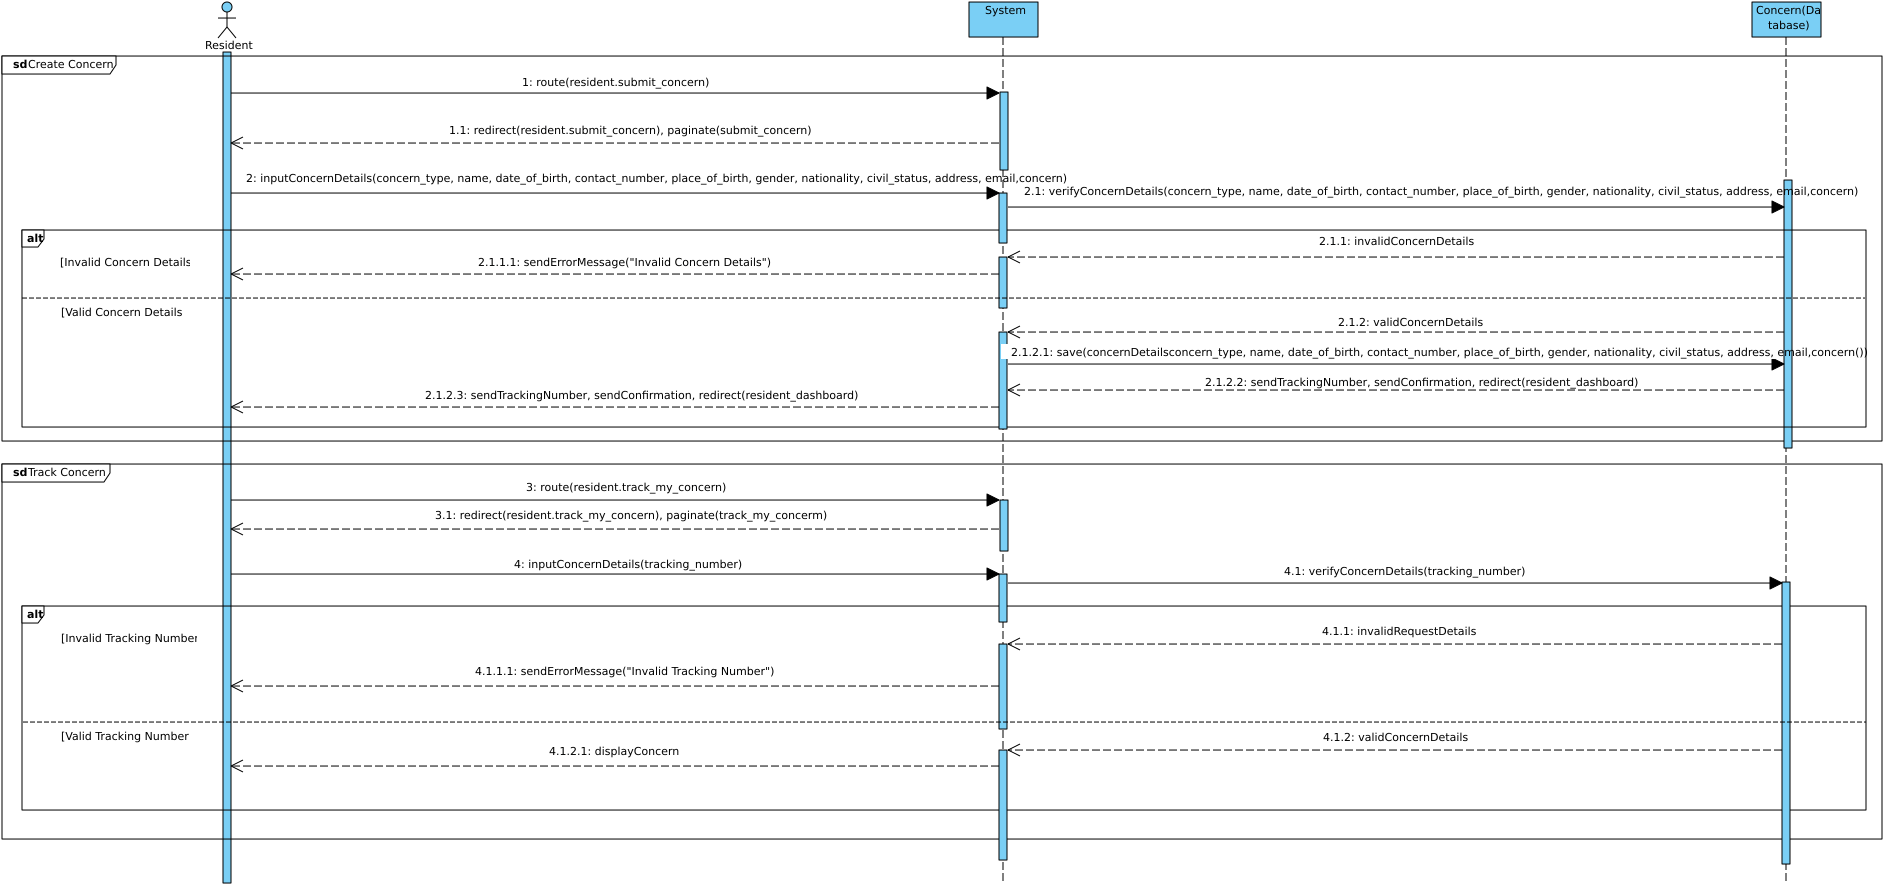 Resident
System
Concern(Da
tabase)
sd Create Concern
1: route(resident.submit_concern)
1.1: redirect(resident.submit_concern), paginate(submit_concern)
2: inputConcernDetails(concern_type, name, date_of_birth, contact_number, place_of_birth, gender, nationality, civil_status, address, email,concern)
2.1: verifyConcernDetails(concern_type, name, date_of_birth, contact_number, place_of_birth, gender, nationality, civil_status, address, email,concern)
alt
2.1.1: invalidConcernDetails
[Invalid Concern Details
2.1.1.1: sendErrorMessage("Invalid Concern Details")
[Valid Concern Details
2.1.2: validConcernDetails
2.1.2.1: save(concernDetailsconcern_type, name, date_of_birth, contact_number, place_of_birth, gender, nationality, civil_status, address, email,concern())
2.1.2.2: sendTrackingNumber, sendConfirmation, redirect(resident_dashboard)
2.1.2.3: sendTrackingNumber, sendConfirmation, redirect(resident_dashboard)
sd Track Concern
3: route(resident.track_my_concern)
3.1: redirect(resident.track_my_concern), paginate(track_my_concerm)
4: inputConcernDetails(tracking_number)
4.1: verifyConcernDetails(tracking_number)
alt
[Invalid Tracking Number
4.1.1: invalidRequestDetails
4.1.1.1: sendErrorMessage("Invalid Tracking Number")
[Valid Tracking Number
4.1.2: validConcernDetails
4.1.2.1: displayConcern